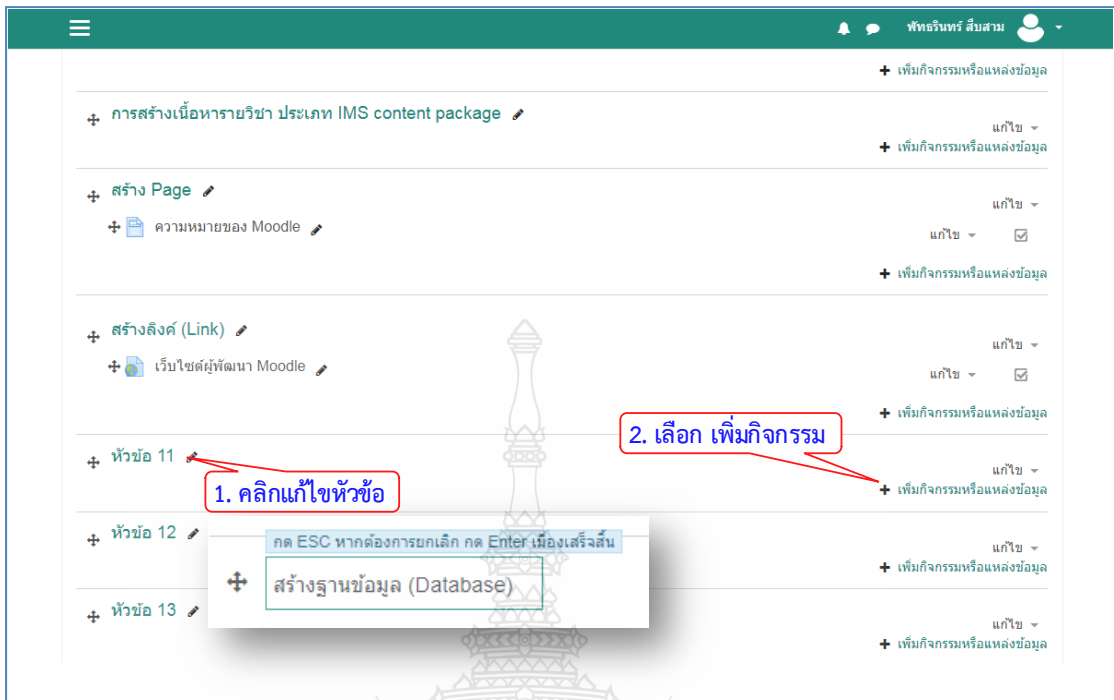 พัทธรินทร์ สืบสาม
เพิ่มกิจกรรมหรือแหล่งข้อมูล
การสร้างเนื้อหารายวิชา ประเภท IMS content package
แก้ไข
เพิ่มกิจกรรมหรือแหล่งข้อมูล
สร้าง Page
แก้ไข
ความหมายของ Moodle
แก้ไข
เพิ่มกิจกรรมหรือแหล่งข้อมูล
สร้างลิงค์ (Link)
แก้ไข
เว็บไซต์ผู้พัฒนา Moodle
แก้ไข
เพิ่มกิจกรรมหรือแหล่งข้อมูล
2. เลือก เพิ่มกิจกรรม
หัวข้อ 11
แก้ไข
1. คลิกแก้ไขหัวข้อ
เพิ่มกิจกรรมหรือแหล่งข้อมูล
หัวข้อ 12
กด ESC หากต้องการยกเลิก กด Enter เมื่องเสร็จสิ้น
แก้ไข
เพิ่มกิจกรรมหรือแหล่งข้อมูล
สร้างฐานข้อมูล (Database)
หัวข้อ 13
แก้ไข
เพิ่มกิจกรรมหรือแหล่งข้อมูล